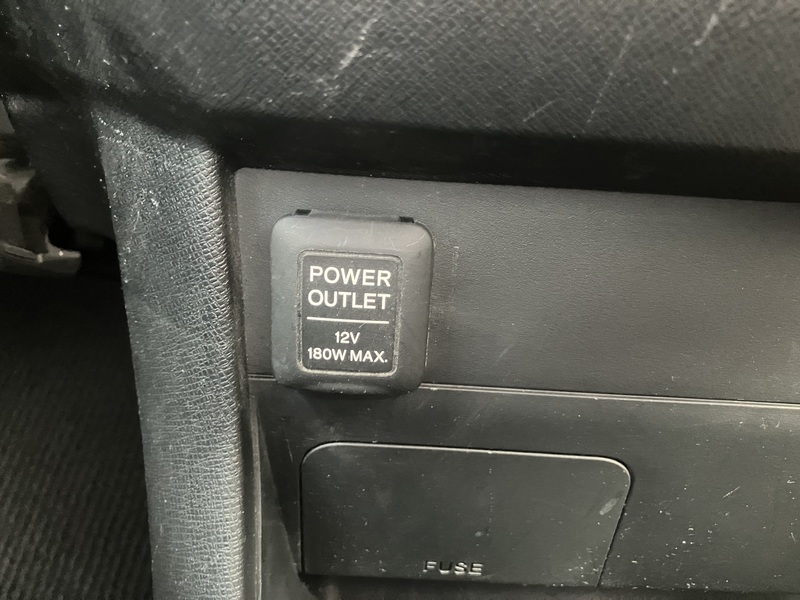 POWER
OUTLET
12V
180W MAX.
FUSE